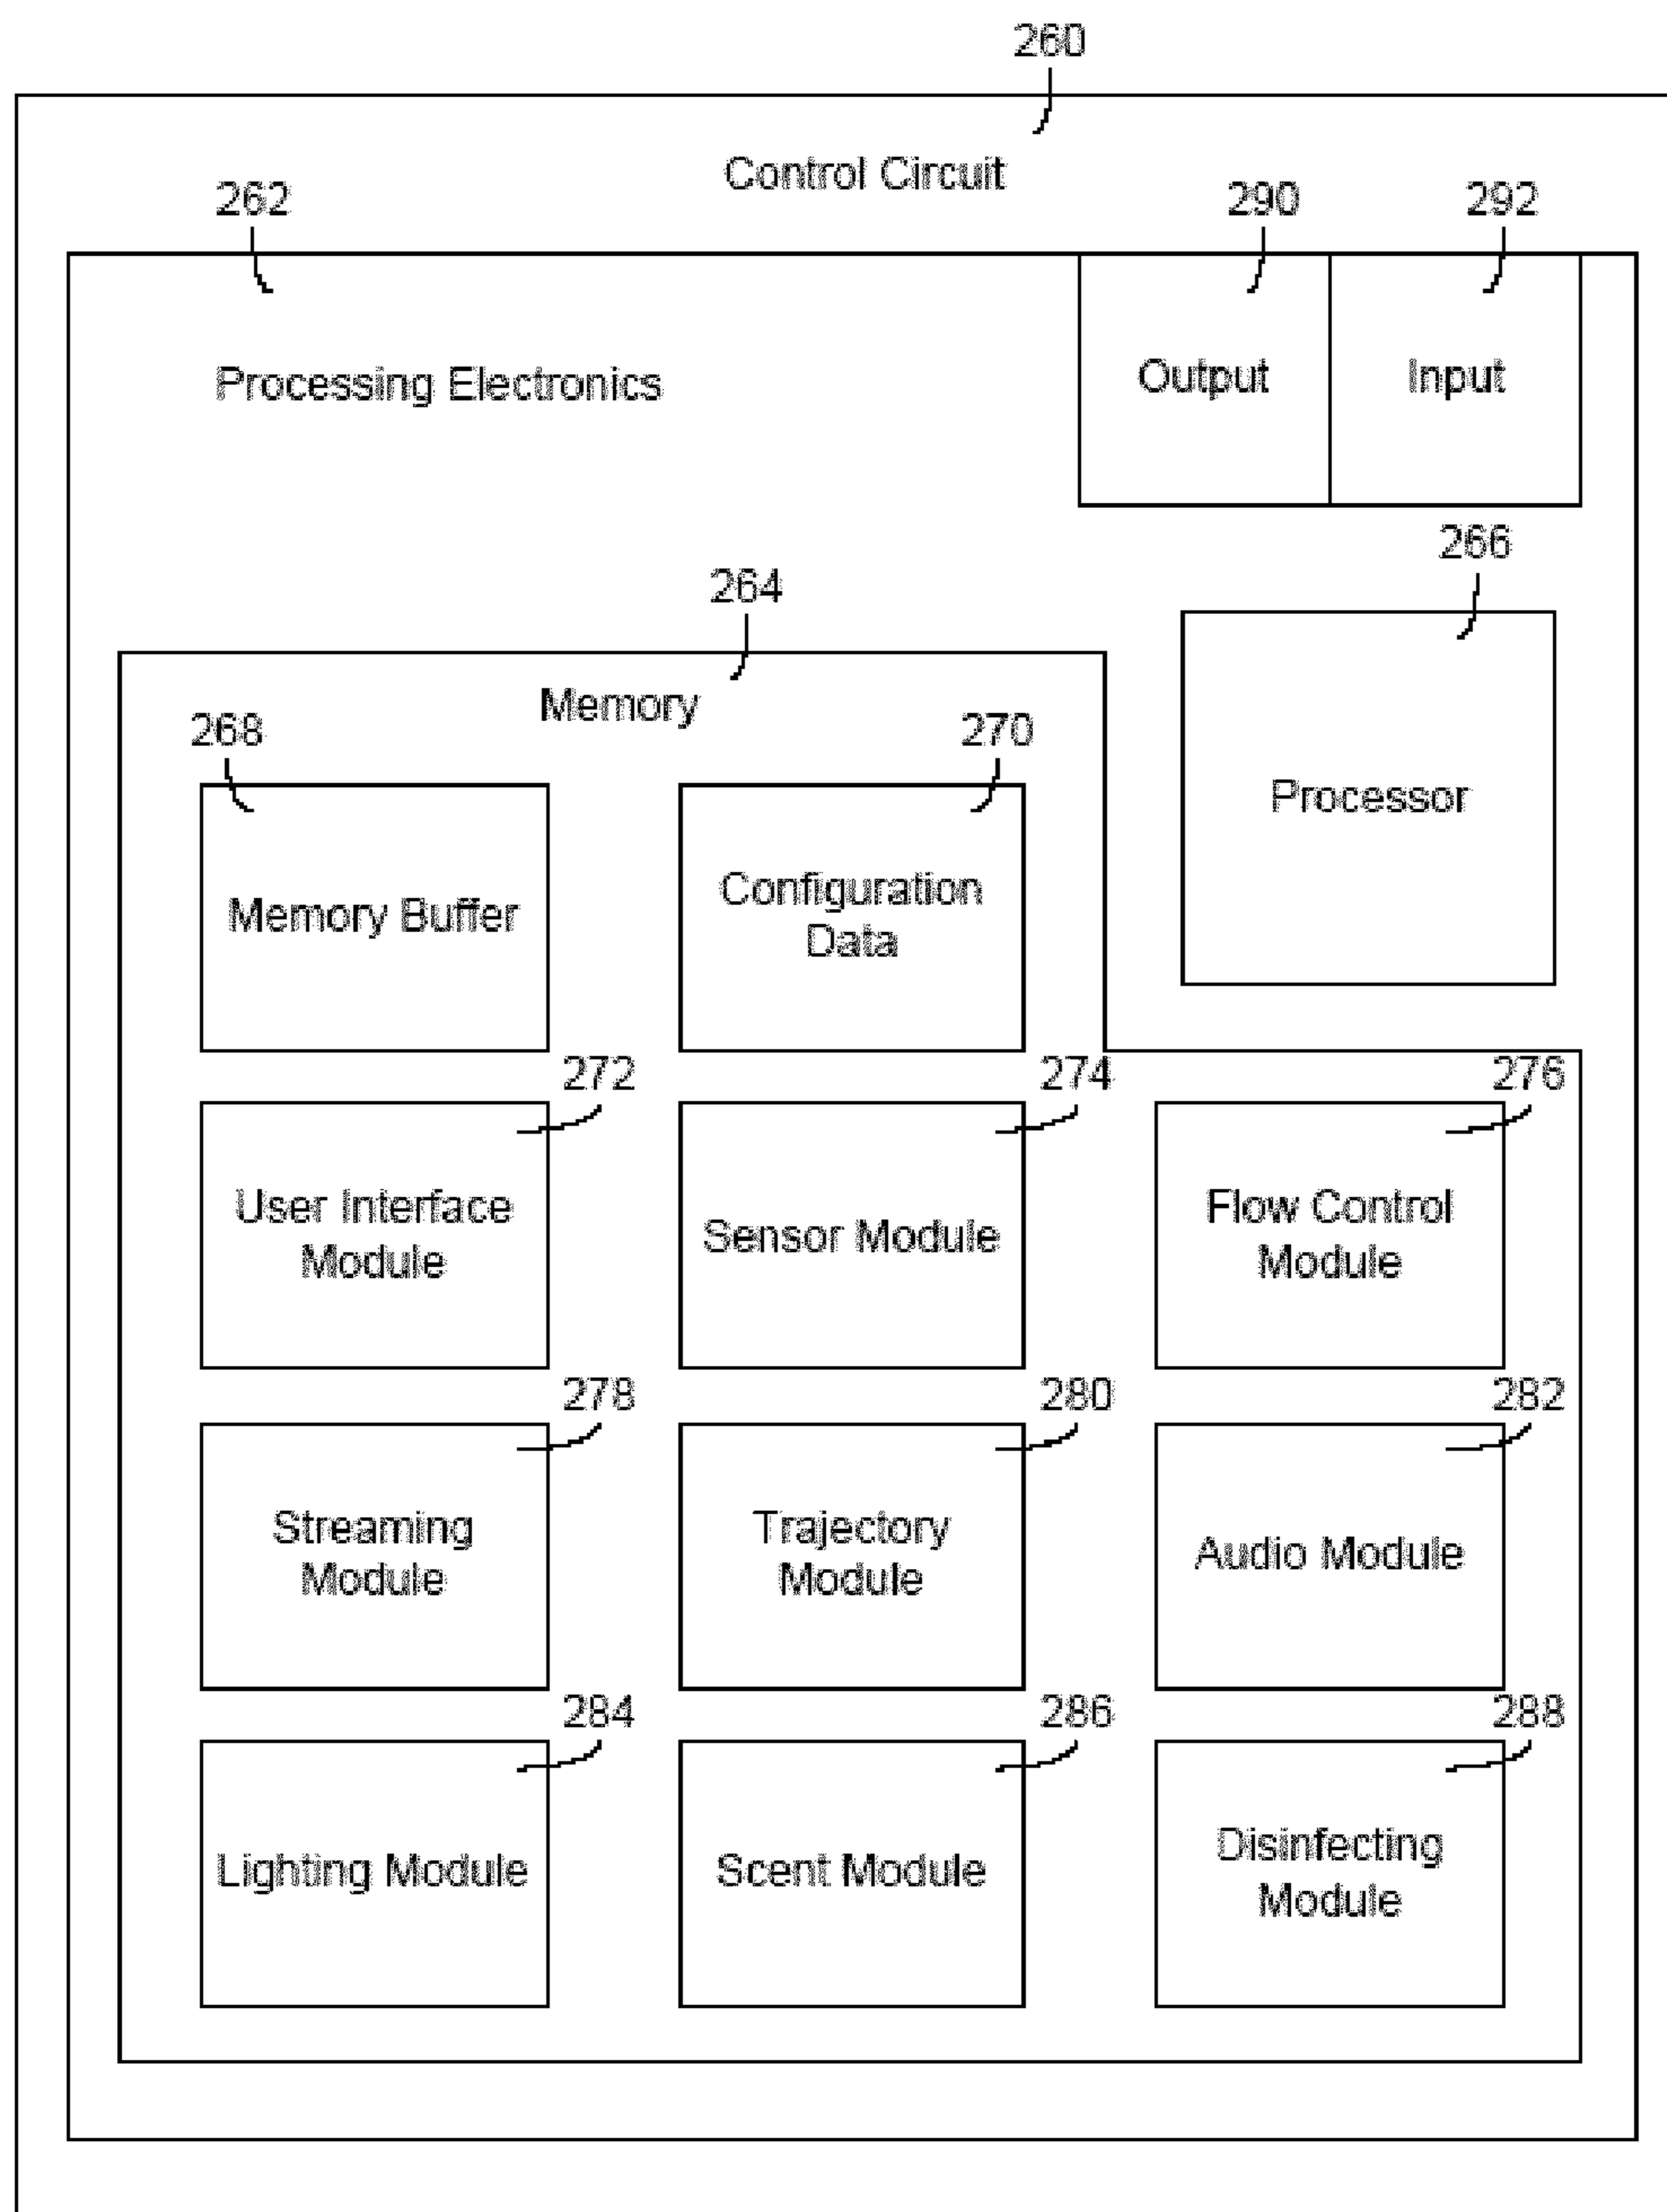 260
Control Circuit
262
290
292
Processing Electronics
Output
Input
266
264
Memory
Processor
268
270
Memory Buffer
Configuration
Data
272
274
276
User Interface
Module
Sensor Module
Flow Control
Module
278
280
282
Streaming
Module
Trajectory
Module
Audio Module
284
286
288
Lighting Module
Scent Module
Disinfecting
Module